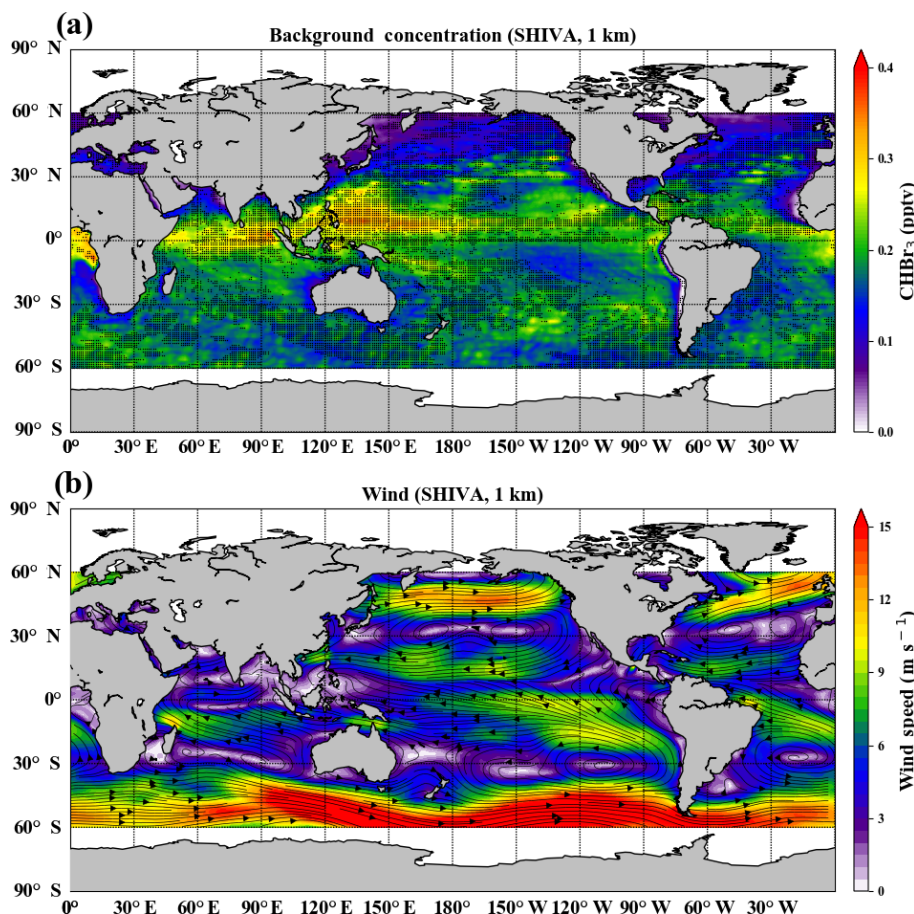 (a)
Background concentration (SHIVA, 1 km)
90° N
60° N
30° N
0°
30° S
60° S
90° S
0° 30° E 60° E 90° E 120° E 150° E 180° 150° W 120° W 90° W 60° W 30° W
0.4
0.3
0.2
0.1
0.0
CHBr3 (pptv)
(b)
Wind (SHIVA, 1 km)
90° N
60° N
30° N
0°
30° S
60° S
90° S
0° 30° E 60° E 90° E 120° E 150° E 180° 150° W 120° W 90° W 60° W 30° W
15
12
9
6
3
0
Wind speed (m s − 1)